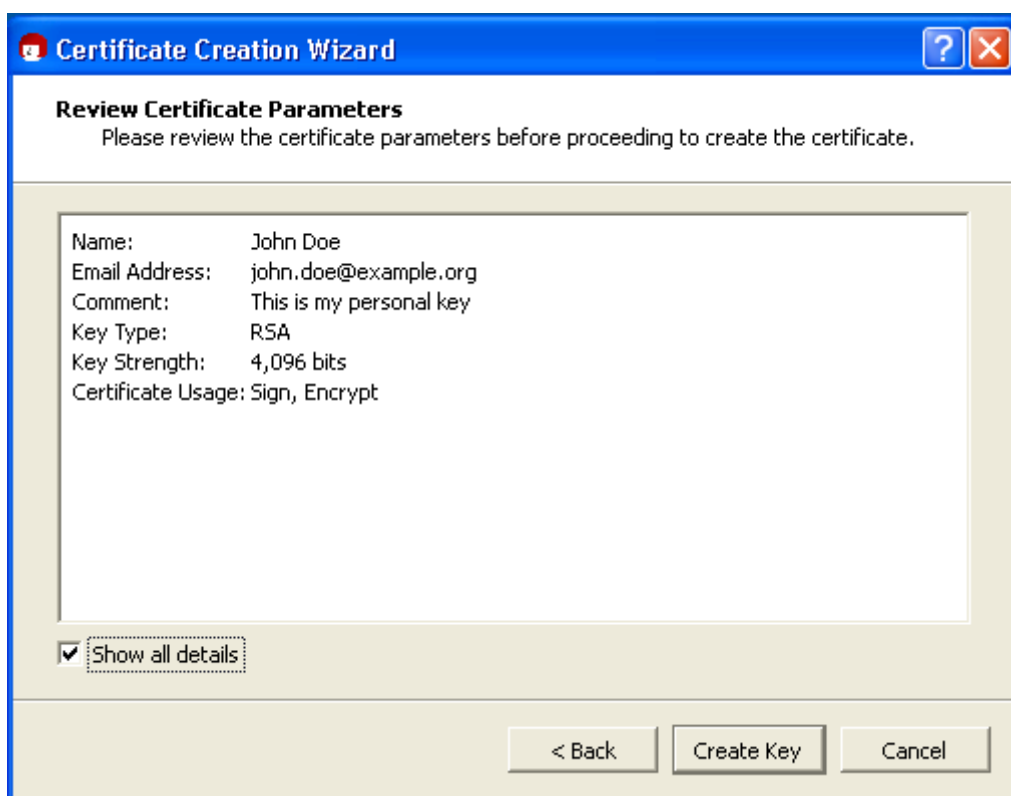 Certificate Creation Wizard
Review Certificate Parameters
Please review the certificate parameters before proceeding to create the certificate.
Name: John Doe
Email Address: john.doe@example.org
Comment: This is my personal key
Key Type: RSA
Key Strength: 4,096 bits
Certificate Usage: Sign, Encrypt
Show all details
< Back Create Key Cancel